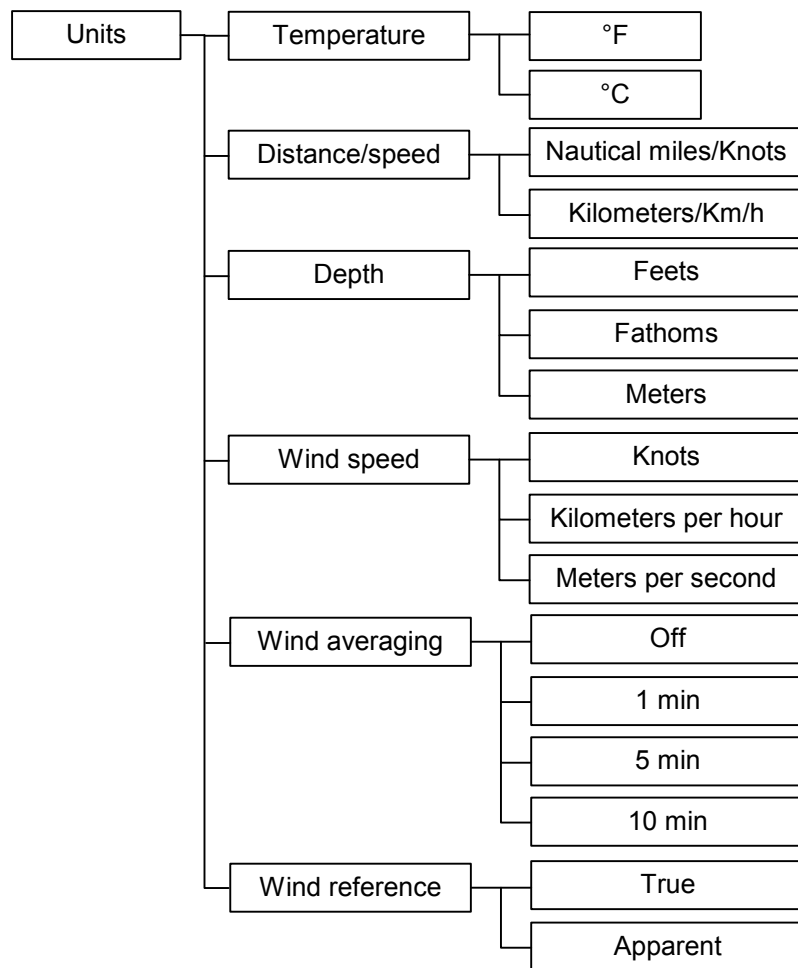 Units
Temperature
°F
°C
Distance/speed
Nautical miles/Knots
Kilometers/Km/h
Depth
Feets
Fathoms
Meters
Wind speed
Knots
Kilometers per hour
Meters per second
Wind averaging
Off
1 min
5 min
10 min
Wind reference
True
Apparent